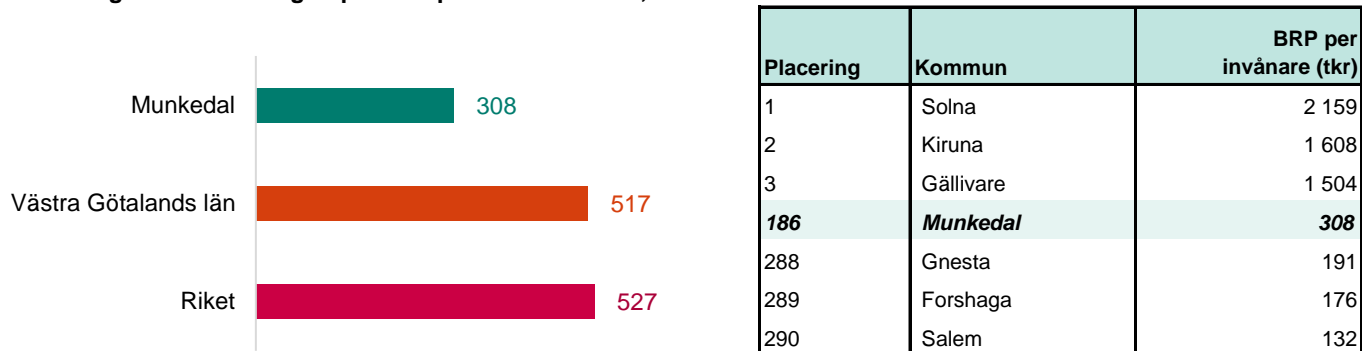 Munkedal 308
Västra Götalands län 517
Riket 527
Placering Kommun BRP per invånare (tkr)
1 Solna 2 159
2 Kiruna 1 608
3 Gällivare 1 504
186 Munkedal 308
288 Gnesta 191
289 Forshaga 176
290 Salem 132